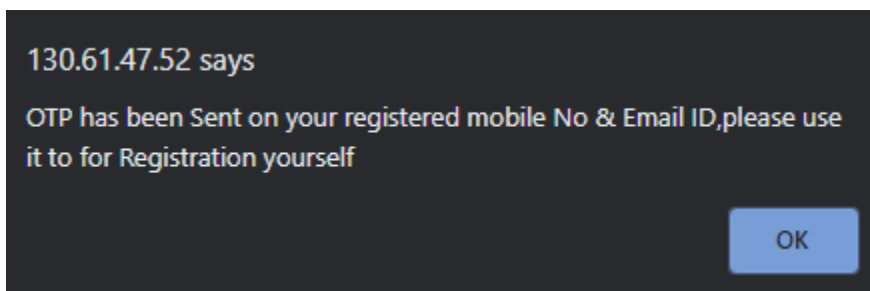 130.61.47.52 says
OTP has been Sent on your registered mobile No & Email ID,please use
it to for Registration yourself
OK